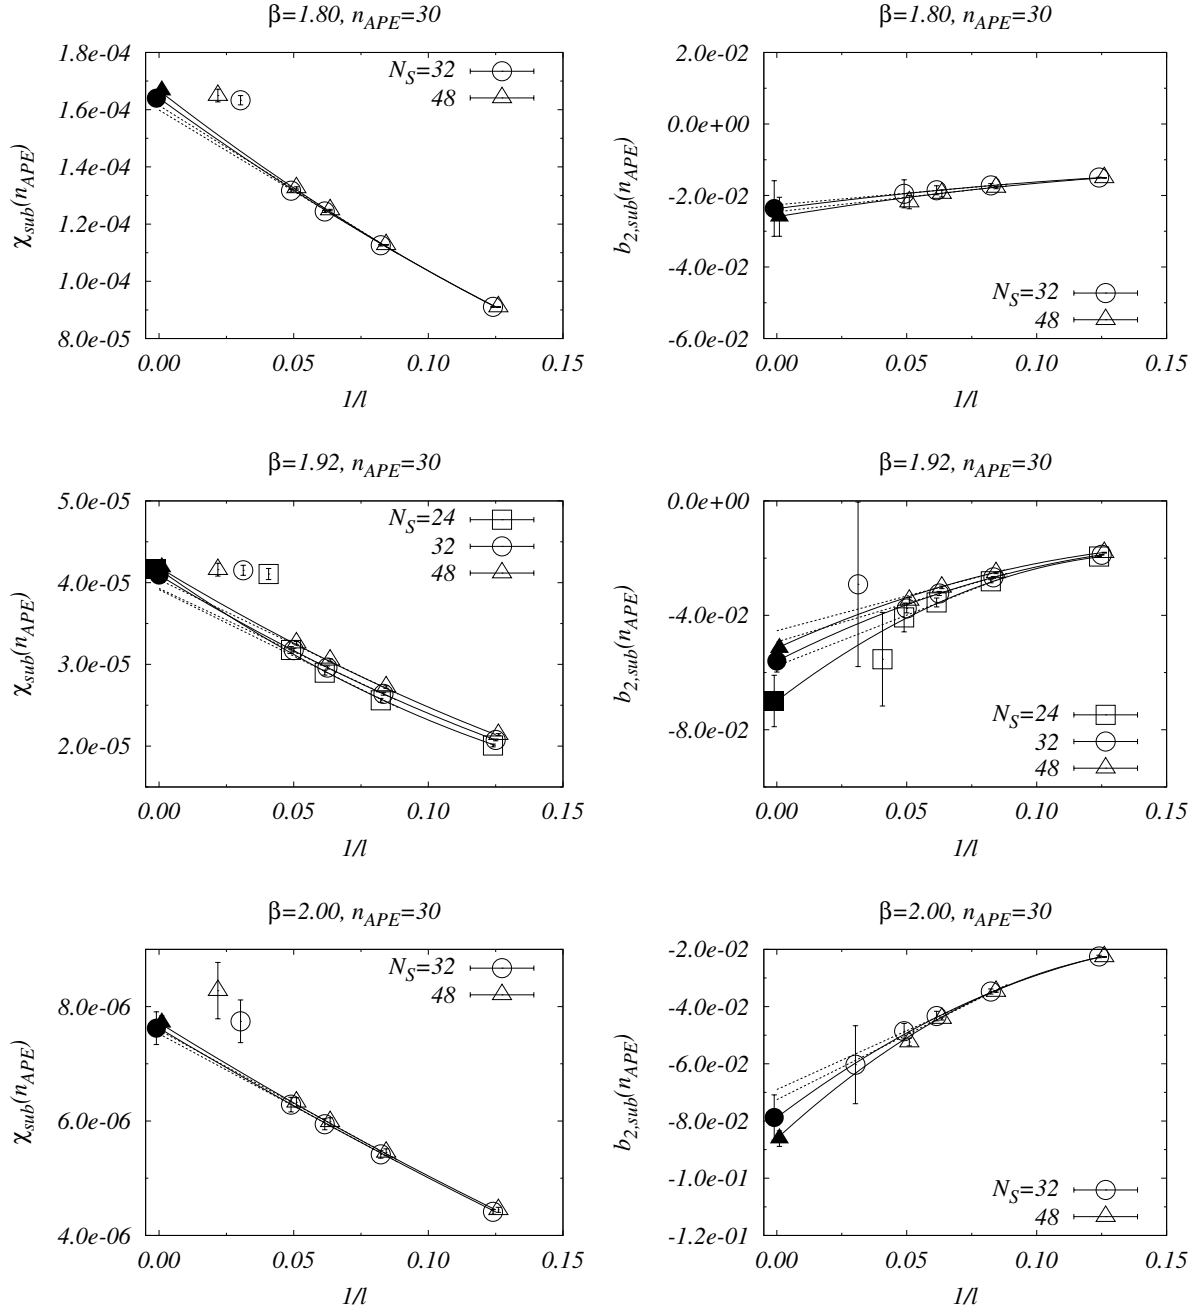 β=1.80, n_APE=30
χ_sub(n_APE)
1.8e-04
1.6e-04
1.4e-04
1.2e-04
1.0e-04
8.0e-05
N_S=32
48
0.00 0.05 0.10 0.15
1/l
β=1.80, n_APE=30
b_2,sub(n_APE)
2.0e-02
0.0e+00
-2.0e-02
-4.0e-02
-6.0e-02
N_S=32
48
0.00 0.05 0.10 0.15
1/l
β=1.92, n_APE=30
χ_sub(n_APE)
5.0e-05
4.0e-05
3.0e-05
2.0e-05
N_S=24
32
48
0.00 0.05 0.10 0.15
1/l
β=1.92, n_APE=30
b_2,sub(n_APE)
0.0e+00
-4.0e-02
-8.0e-02
N_S=24
32
48
0.00 0.05 0.10 0.15
1/l
β=2.00, n_APE=30
χ_sub(n_APE)
8.0e-06
6.0e-06
4.0e-06
N_S=32
48
0.00 0.05 0.10 0.15
1/l
β=2.00, n_APE=30
b_2,sub(n_APE)
-2.0e-02
-4.0e-02
-6.0e-02
-8.0e-02
-1.0e-01
-1.2e-01
N_S=32
48
0.00 0.05 0.10 0.15
1/l